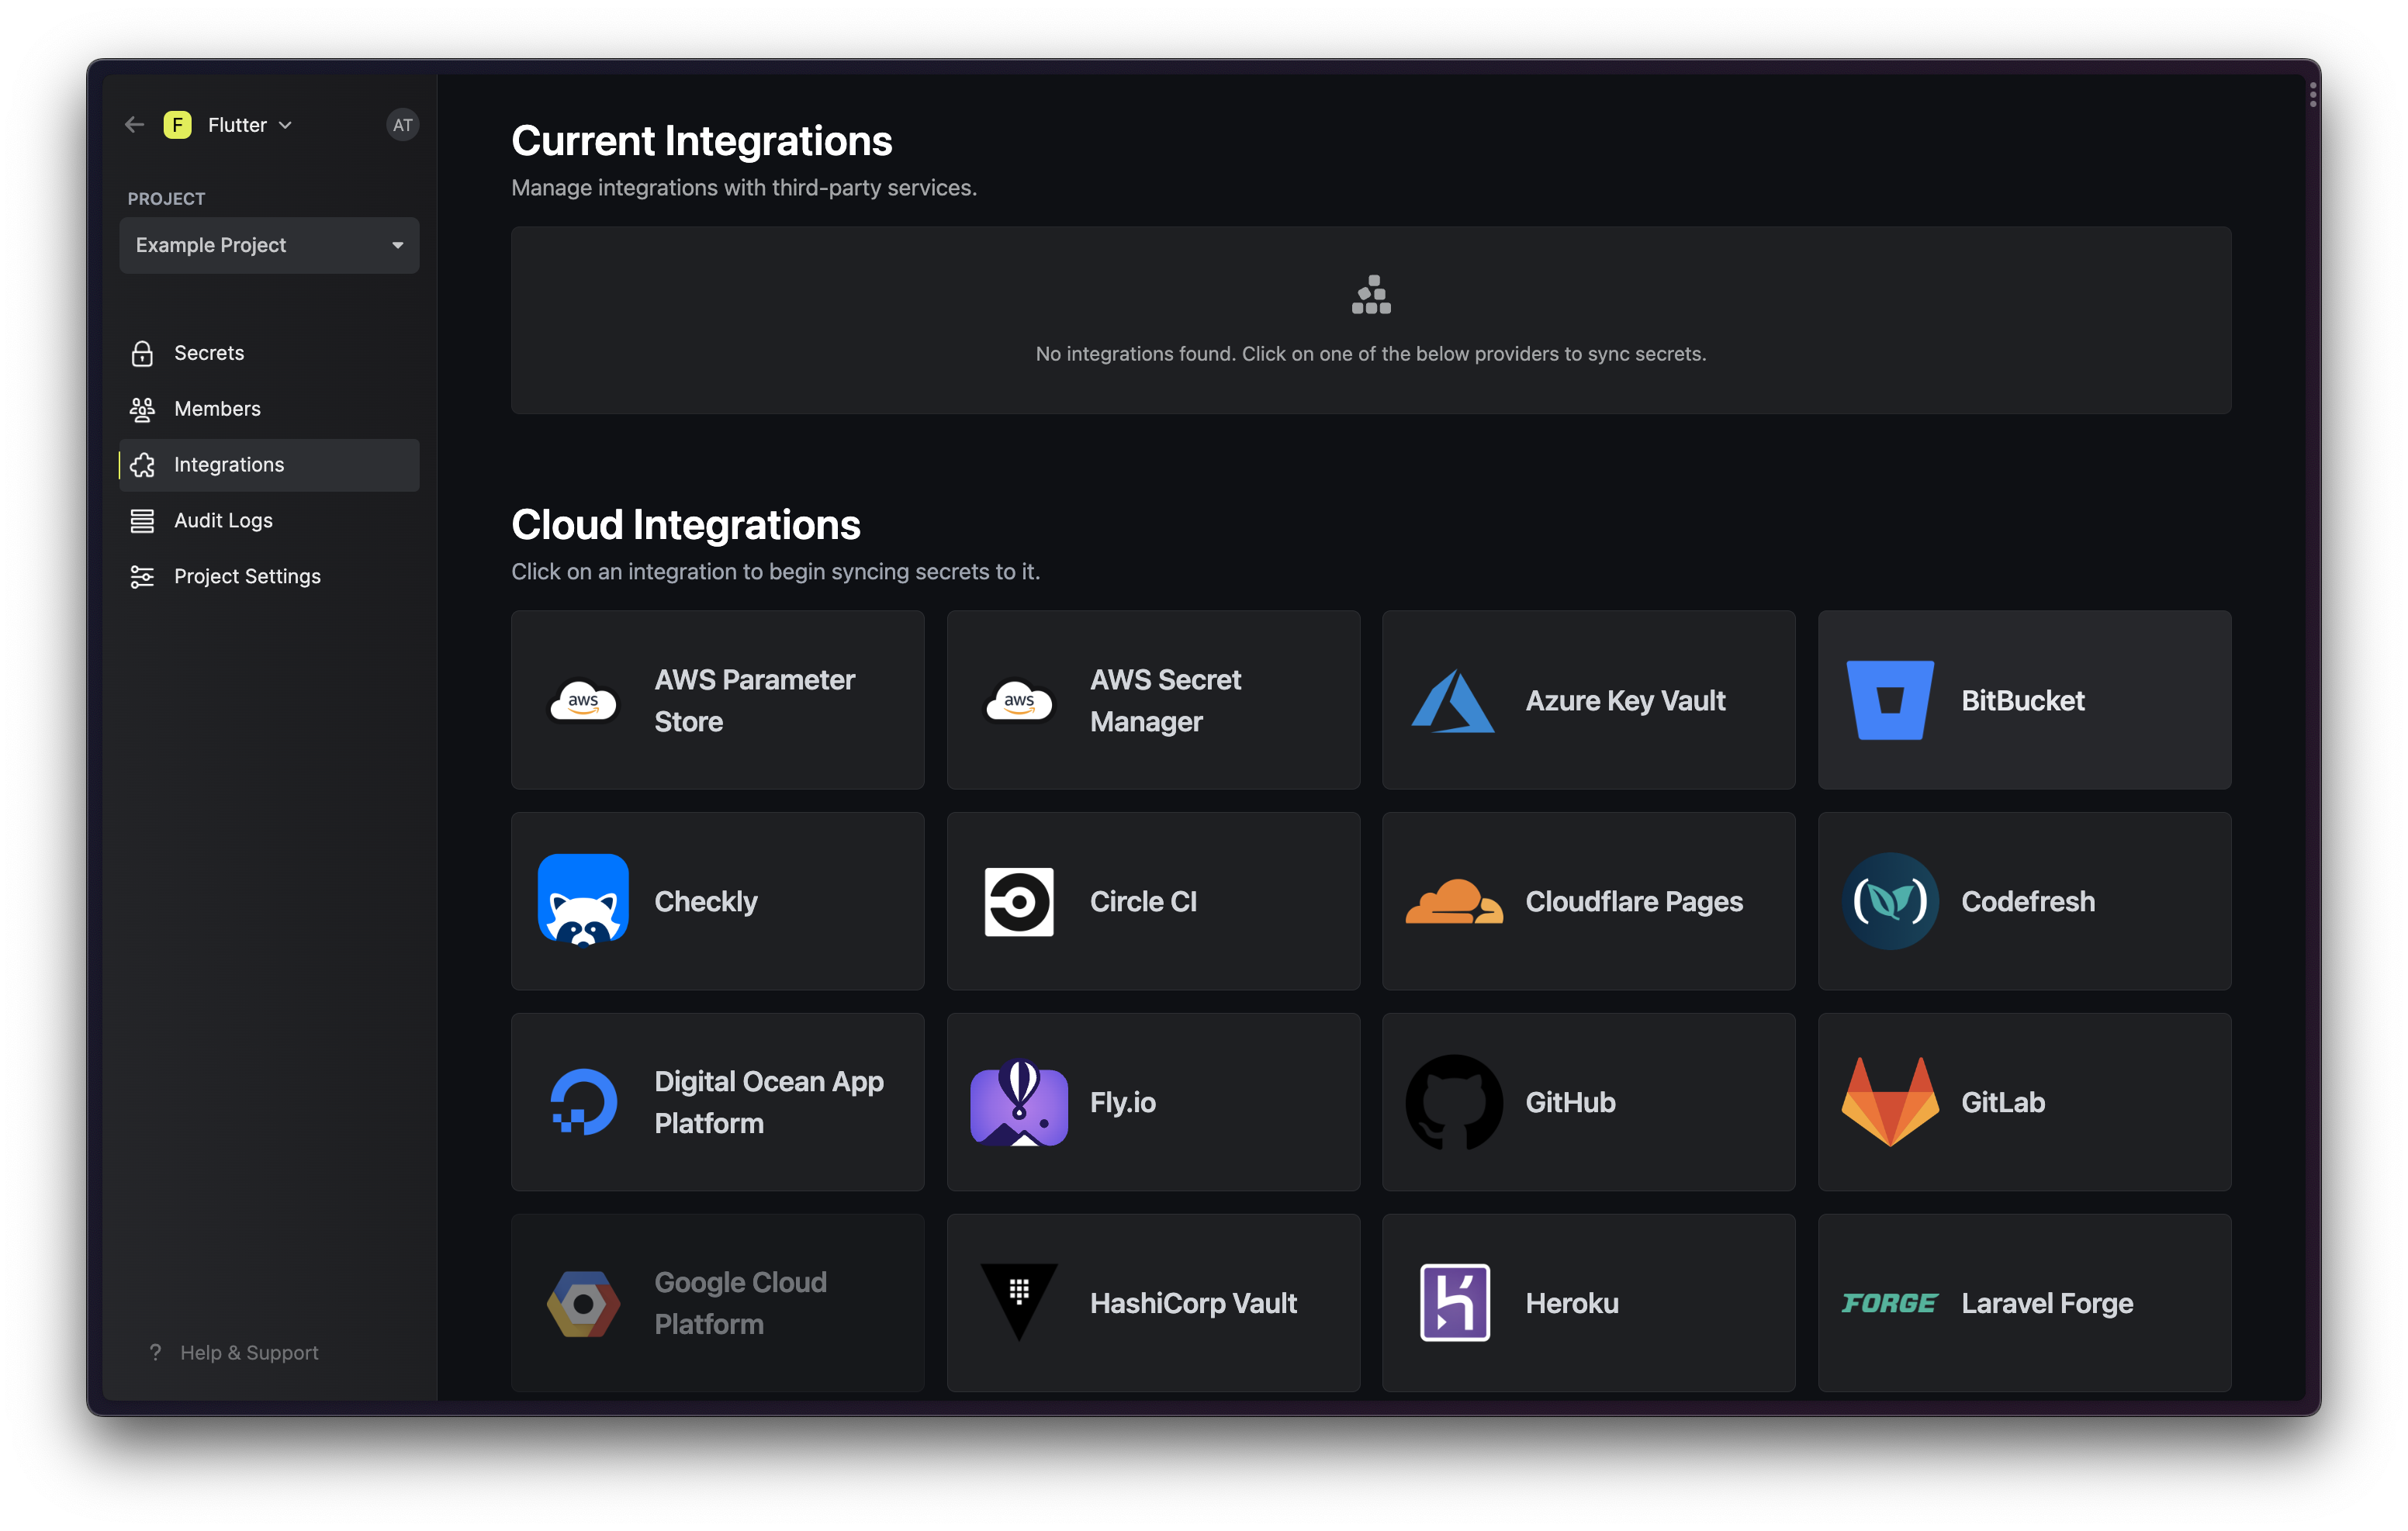 F Flutter AT
PROJECT
Example Project
Secrets
Members
Integrations
Audit Logs
Project Settings
? Help & Support
Current Integrations
Manage integrations with third-party services.
No integrations found. Click on one of the below providers to sync secrets.
Cloud Integrations
Click on an integration to begin syncing secrets to it.
aws
AWS Parameter
Store
aws
AWS Secret
Manager
Azure Key Vault
BitBucket
Checkly
Circle CI
Cloudflare Pages
Codefresh
Digital Ocean App
Platform
Fly.io
GitHub
GitLab
Google Cloud
Platform
HashiCorp Vault
Heroku
FORGE
Laravel Forge